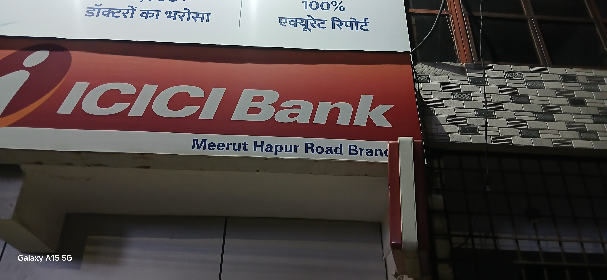 डॉक्टरों का भरोसा
100%
एक्यूरेट रिपोर्ट
ICICI Bank
Meerut Hapur Road Branc
Galaxy A15 5G